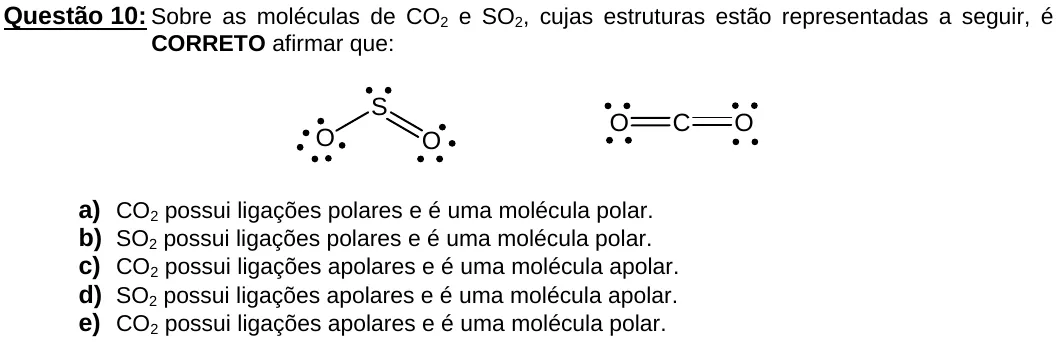 Questão 10: Sobre as moléculas de CO₂ e SO₂, cujas estruturas estão representadas a seguir, é
CORRETO afirmar que:
S
O O
O C O
a) CO₂ possui ligações polares e é uma molécula polar.
b) SO₂ possui ligações polares e é uma molécula polar.
c) CO₂ possui ligações apolares e é uma molécula apolar.
d) SO₂ possui ligações apolares e é uma molécula apolar.
e) CO₂ possui ligações apolares e é uma molécula polar.